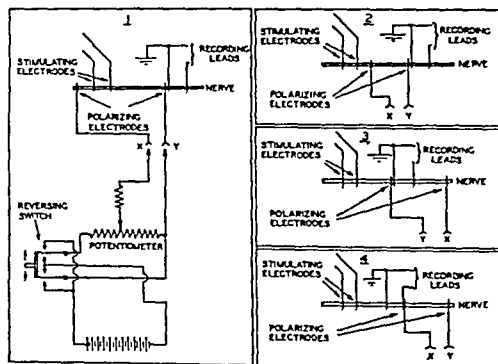 1
STIMULATING
ELECTRODES
RECORDING
LEADS
NERVE
POLARIZING
ELECTRODES
X Y
REVERSING
SWITCH
POTENTIOMETER
2
STIMULATING
ELECTRODES
RECORDING
LEADS
NERVE
POLARIZING
ELECTRODES
X Y
3
STIMULATING
ELECTRODES
RECORDING
LEADS
NERVE
POLARIZING
ELECTRODES
Y X
4
STIMULATING
ELECTRODES
RECORDING
LEADS
NERVE
POLARIZING
ELECTRODES
X Y